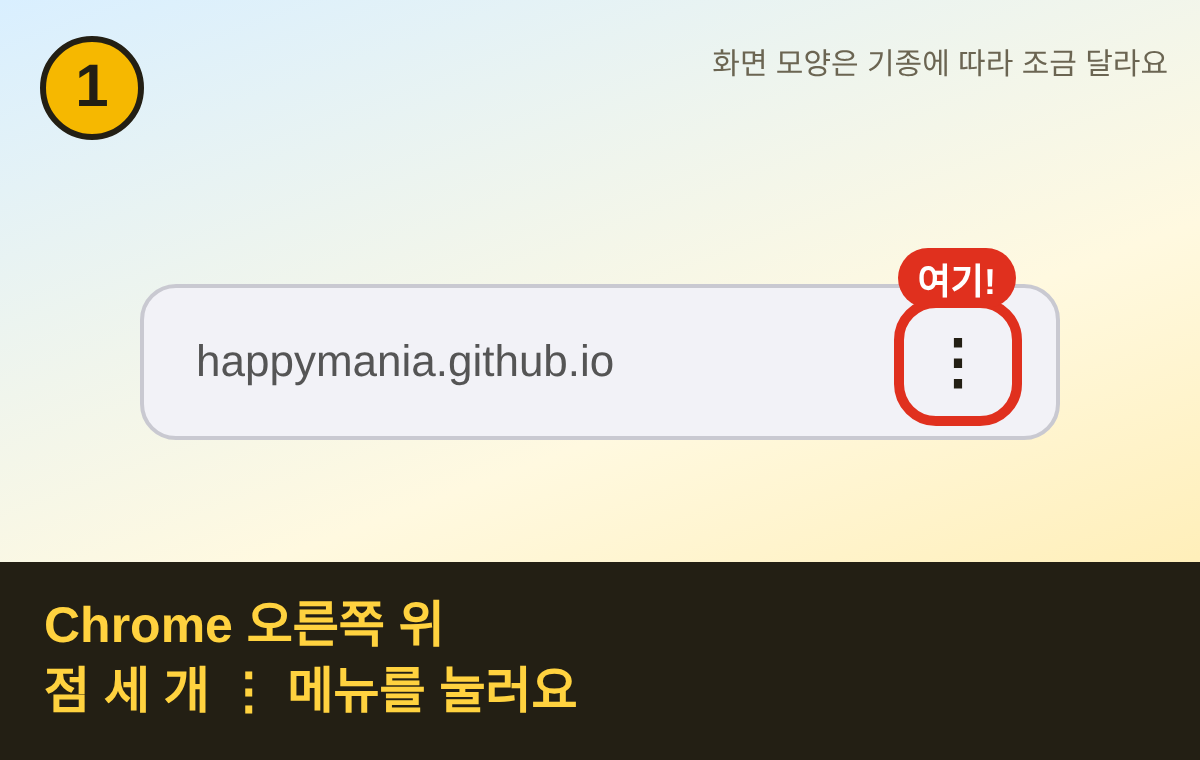 1
화면 모양은 기종에 따라 조금 달라요
여기!
happymania.github.io ⋮
Chrome 오른쪽 위
점 세 개 ⋮ 메뉴를 눌러요